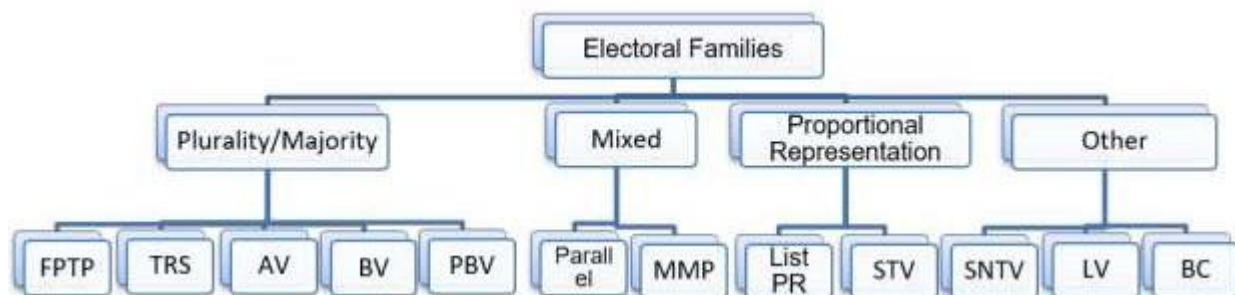 Electoral Families
Plurality/Majority
Mixed
Proportional
Representation
Other
FPTP
TRS
AV
BV
PBV
Parall
el
MMP
List
PR
STV
SNTV
LV
BC